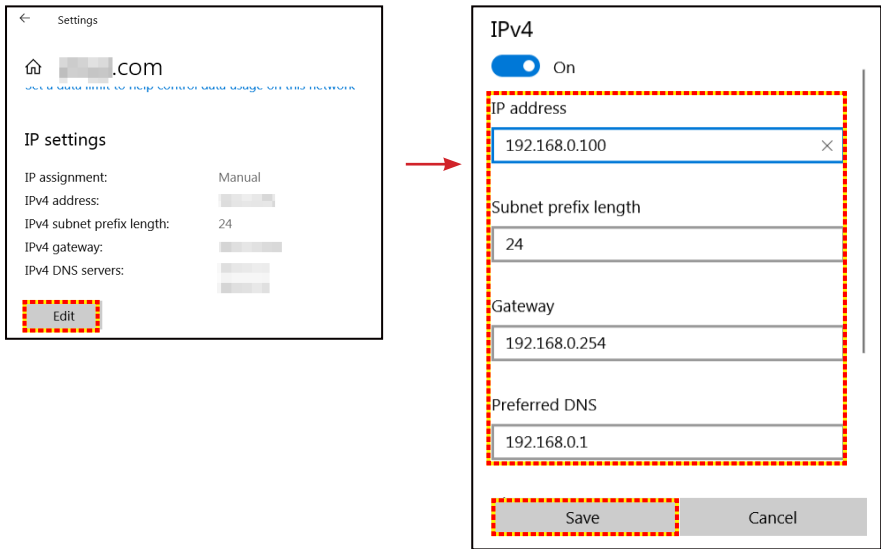 Settings
.com
Set a data limit to help control data usage on this network
IP settings
IP assignment: Manual
IPv4 address:
IPv4 subnet prefix length: 24
IPv4 gateway:
IPv4 DNS servers:
Edit
IPv4
On
IP address
192.168.0.100
Subnet prefix length
24
Gateway
192.168.0.254
Preferred DNS
192.168.0.1
Save Cancel